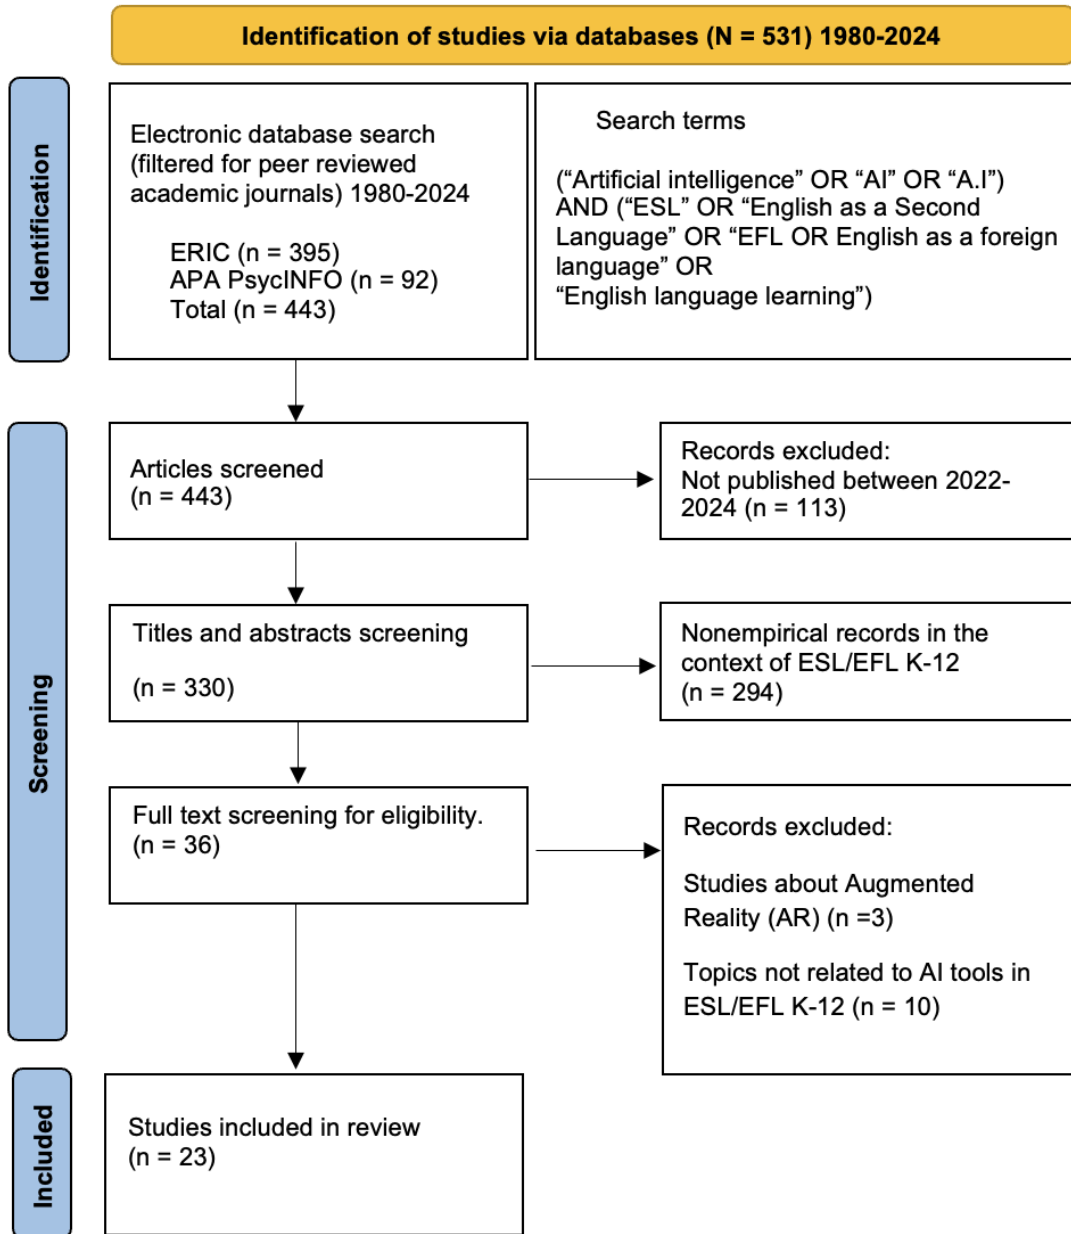 Identification of studies via databases (N = 531) 1980-2024
Identification
Electronic database search
(filtered for peer reviewed
academic journals) 1980-2024
ERIC (n = 395)
APA PsycINFO (n = 92)
Total (n = 443)
Search terms
(“Artificial intelligence” OR “AI” OR “A.I”)
AND (“ESL” OR “English as a Second
Language” OR “EFL OR English as a foreign
language” OR
“English language learning”)
Screening
Articles screened
(n = 443)
Records excluded:
Not published between 2022-
2024 (n = 113)
Titles and abstracts screening
(n = 330)
Nonempirical records in the
context of ESL/EFL K-12
(n = 294)
Full text screening for eligibility.
(n = 36)
Records excluded:
Studies about Augmented
Reality (AR) (n =3)
Topics not related to AI tools in
ESL/EFL K-12 (n = 10)
Included
Studies included in review
(n = 23)